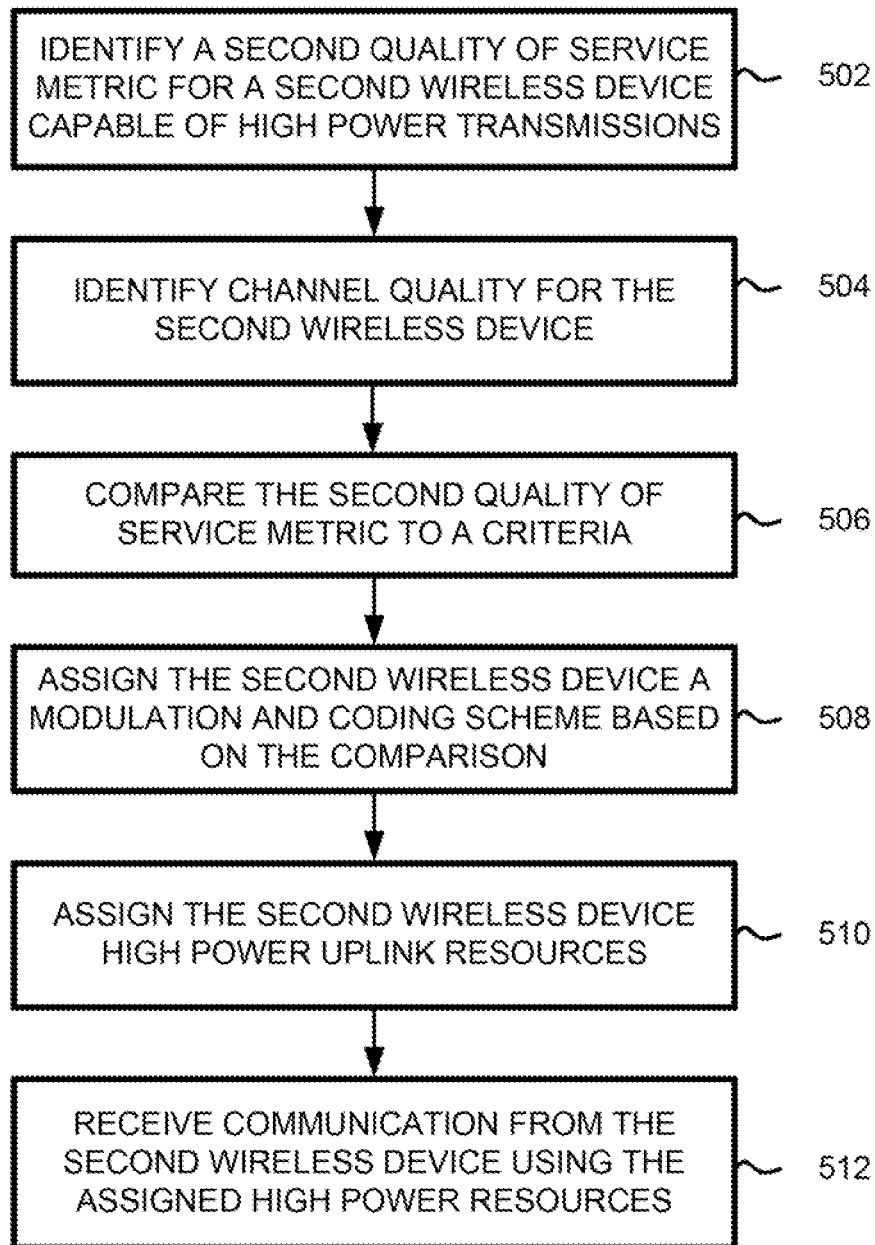 IDENTIFY A SECOND QUALITY OF SERVICE
METRIC FOR A SECOND WIRELESS DEVICE
CAPABLE OF HIGH POWER TRANSMISSIONS
502
IDENTIFY CHANNEL QUALITY FOR THE
SECOND WIRELESS DEVICE
504
COMPARE THE SECOND QUALITY OF
SERVICE METRIC TO A CRITERIA
506
ASSIGN THE SECOND WIRELESS DEVICE A
MODULATION AND CODING SCHEME BASED
ON THE COMPARISON
508
ASSIGN THE SECOND WIRELESS DEVICE
HIGH POWER UPLINK RESOURCES
510
RECEIVE COMMUNICATION FROM THE
SECOND WIRELESS DEVICE USING THE
ASSIGNED HIGH POWER RESOURCES
512